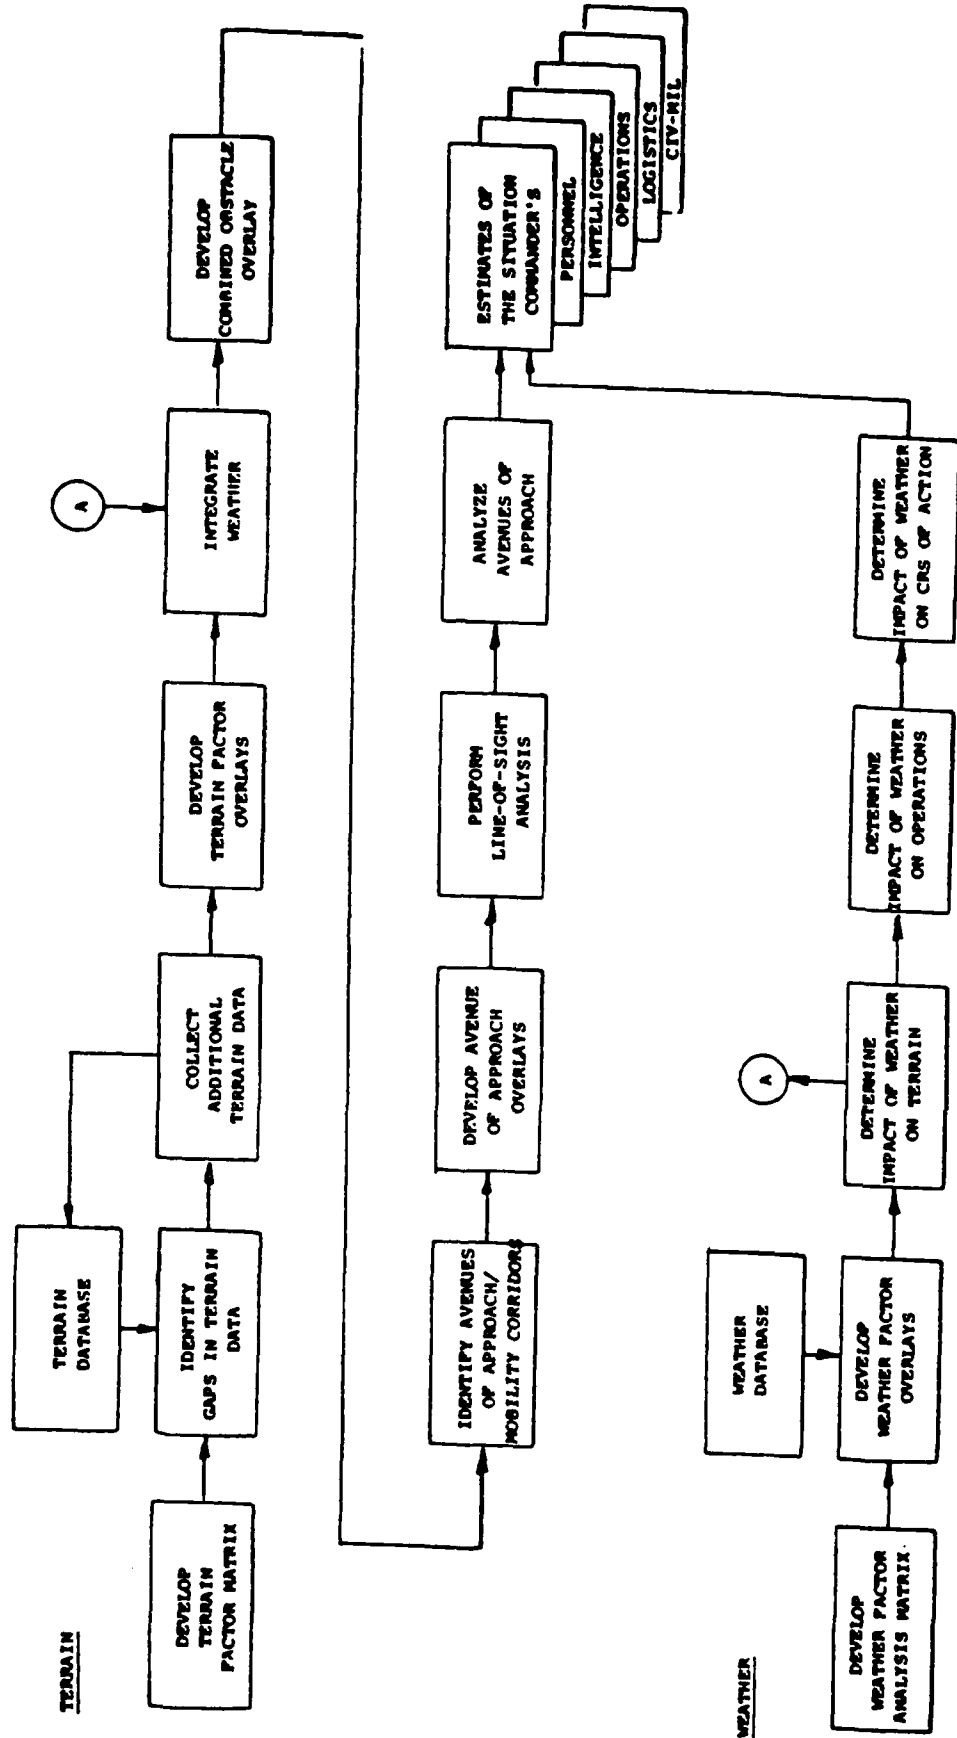 TERRAIN
TERRAIN
DATABASE
DEVELOP
TERRAIN
FACTOR MATRIX
IDENTIFY
GAPS IN TERRAIN
DATA
COLLECT
ADDITIONAL
TERRAIN DATA
DEVELOP
TERRAIN FACTOR
OVERLAYS
A
INTEGRATE
WEATHER
DEVELOP
COMBINED OBSTACLE
OVERLAY
IDENTIFY AVENUES
OF APPROACH/
MOBILITY CORRIDORS
DEVELOP AVENUE
OF APPROACH
OVERLAYS
PERFORM
LINE-OF-SIGHT
ANALYSIS
ANALYZE
AVENUES OF
APPROACH
ESTIMATES OF
THE SITUATION
COMMANDER'S
PERSONNEL
INTELLIGENCE
OPERATIONS
LOGISTICS
CIV-MIL
WEATHER
WEATHER
DATABASE
DEVELOP
WEATHER FACTOR
ANALYSIS MATRIX.
DEVELOP
WEATHER FACTOR
OVERLAYS
A
DETERMINE
IMPACT OF WEATHER
ON TERRAIN
DETERMINE
IMPACT OF WEATHER
ON OPERATIONS
DETERMINE
IMPACT OF WEATHER
ON CRS OF ACTION